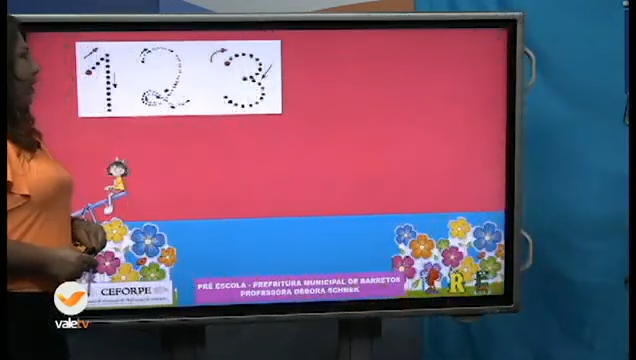 1 2 3
CEFORPE
PRÉ ESCOLA - PREFEITURA MUNICIPAL DE BARRETOS
PROFESSORA DÉBORA SCHNEK
valetv